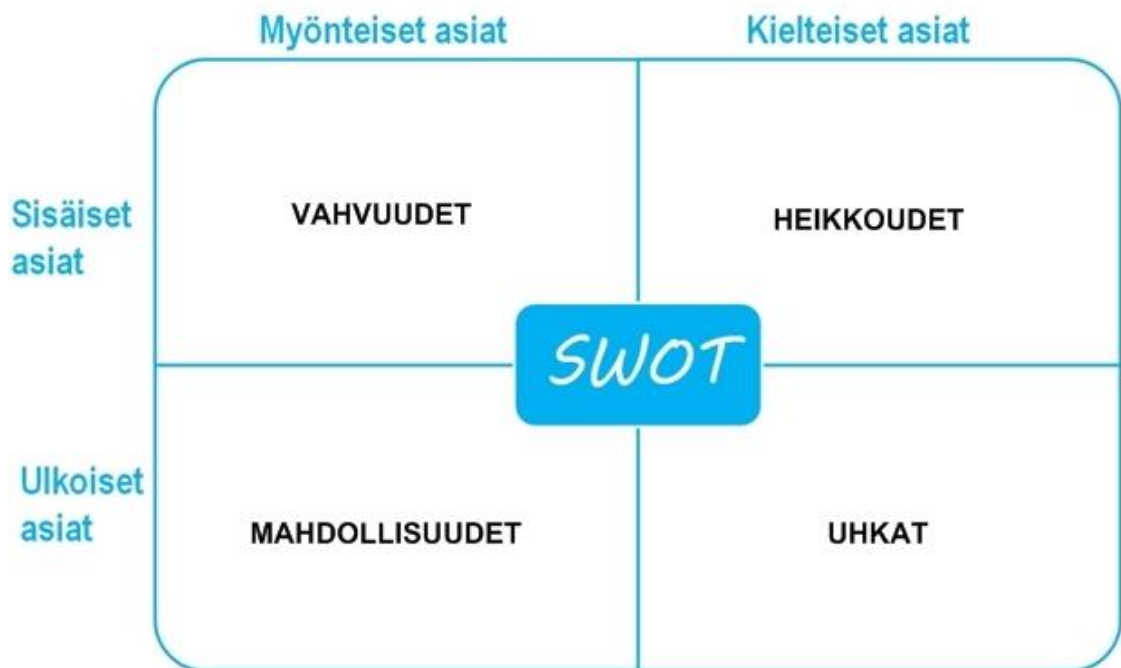 Myönteiset asiat
Kielteiset asiat
Sisäiset
asiat
VAHVUUDET
HEIKKOUDET
SWOT
Ulkoiset
asiat
MAHDOLLISUUDET
UHKAT